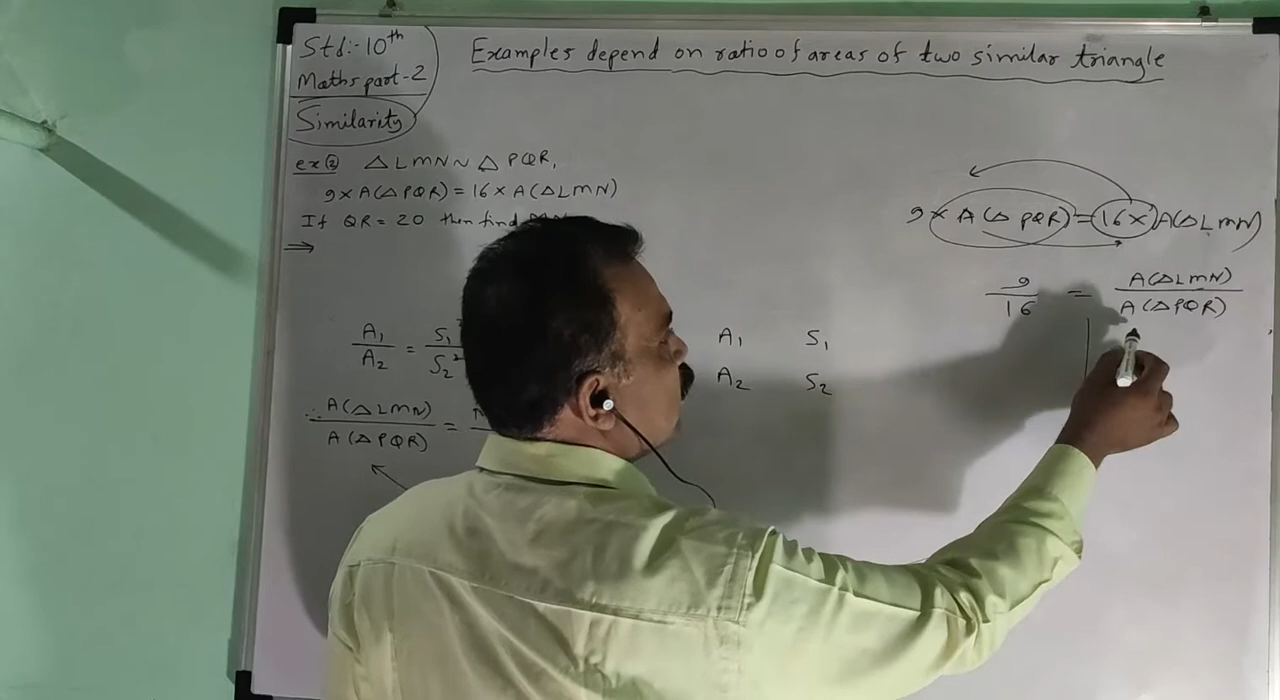 Std:- 10th
Maths part-2
Similarity
Examples depend on ratio of areas of two similar triangle
ex② △LMN ~ △PQR,
9 x A(△PQR) = 16 x A(△LMN)
If QR = 20 then find MN
⇒
A₁/A₂ = S₁²/S₂²
∴ A(△LMN)/A(△PQR) =
A₁ S₁
A₂ S₂
9 x A(△PQR) = 16 x A(△LMN)
9/16 = A(△LMN)/A(△PQR)